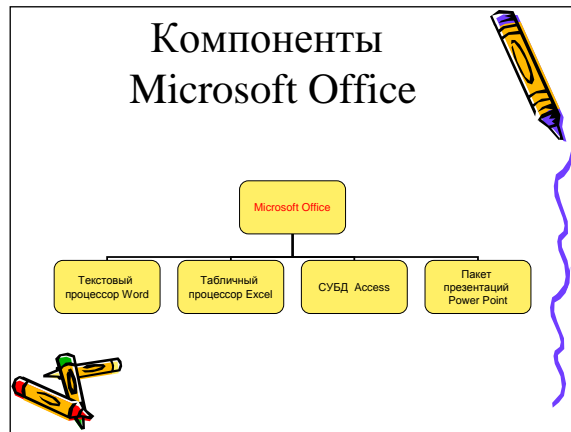 Компоненты
Microsoft Office
Microsoft Office
Текстовый
процессор Word
Табличный
процессор Excel
СУБД Access
Пакет
презентаций
Power Point